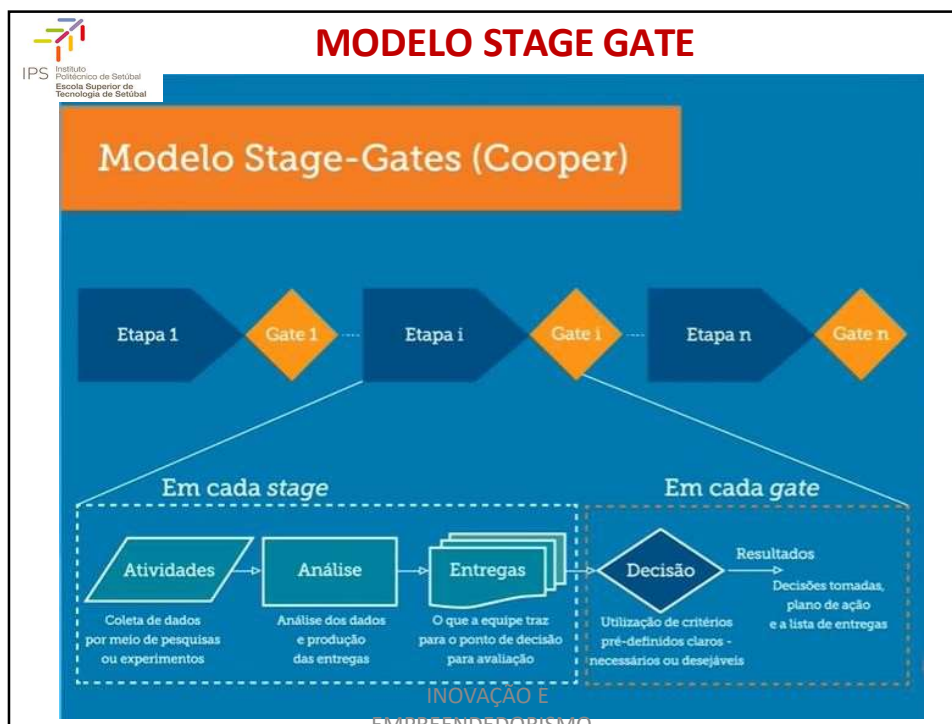 MODELO STAGE GATE
IPS Instituto
Politécnico de Setúbal
Escola Superior de
Tecnologia de Setúbal
Modelo Stage-Gates (Cooper)
Etapa 1
Gate 1
Etapa i
Gate i
Etapa n
Gate n
Em cada stage
Em cada gate
Atividades
Análise
Entregas
Decisão
Resultados
Coleta de dados
por meio de pesquisas
ou experimentos
Análise dos dados
e produção
das entregas
O que a equipe traz
para o ponto de decisão
para avaliação
Utilização de critérios
pré-definidos claros -
necessários ou desejáveis
Decisões tomadas,
plano de ação
e a lista de entregas
INOVAÇÃO E
EMPREENDEDORISMO